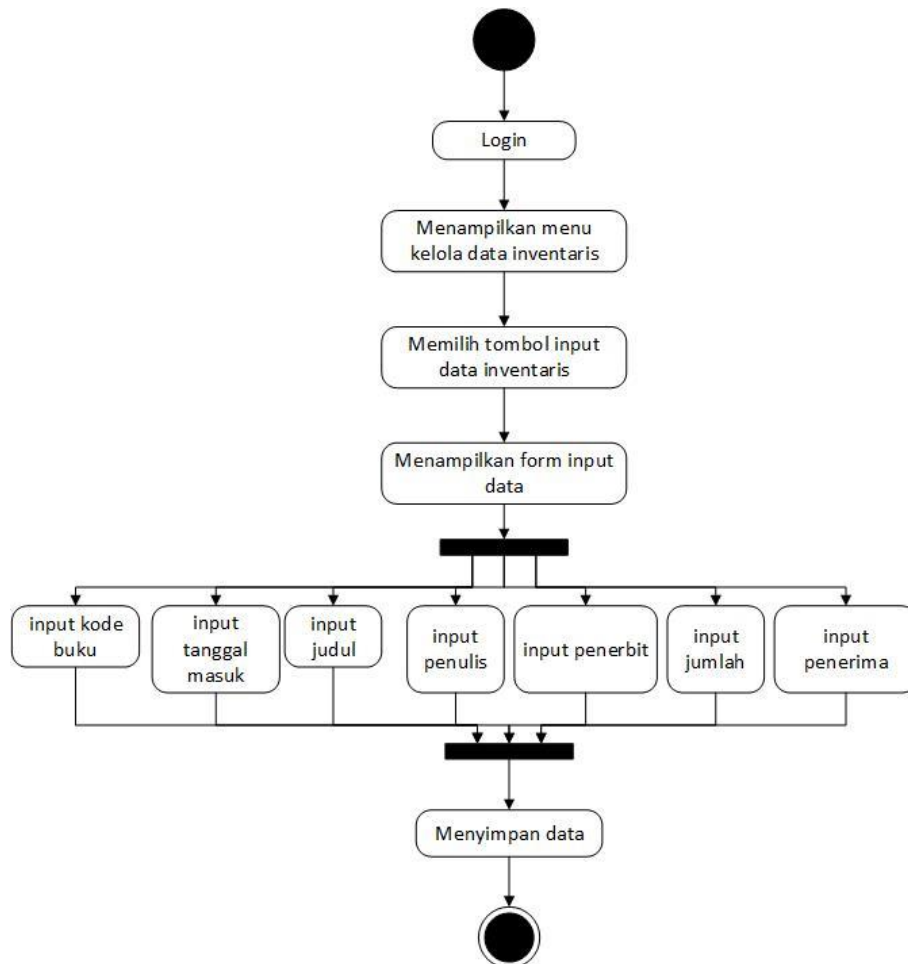 Login
Menampilkan menu
kelola data inventaris
Memilih tombol input
data inventaris
Menampilkan form input
data
input kode
buku
input
tanggal
masuk
input
judul
input
penulis
input penerbit
input
jumlah
input
penerima
Menyimpan data